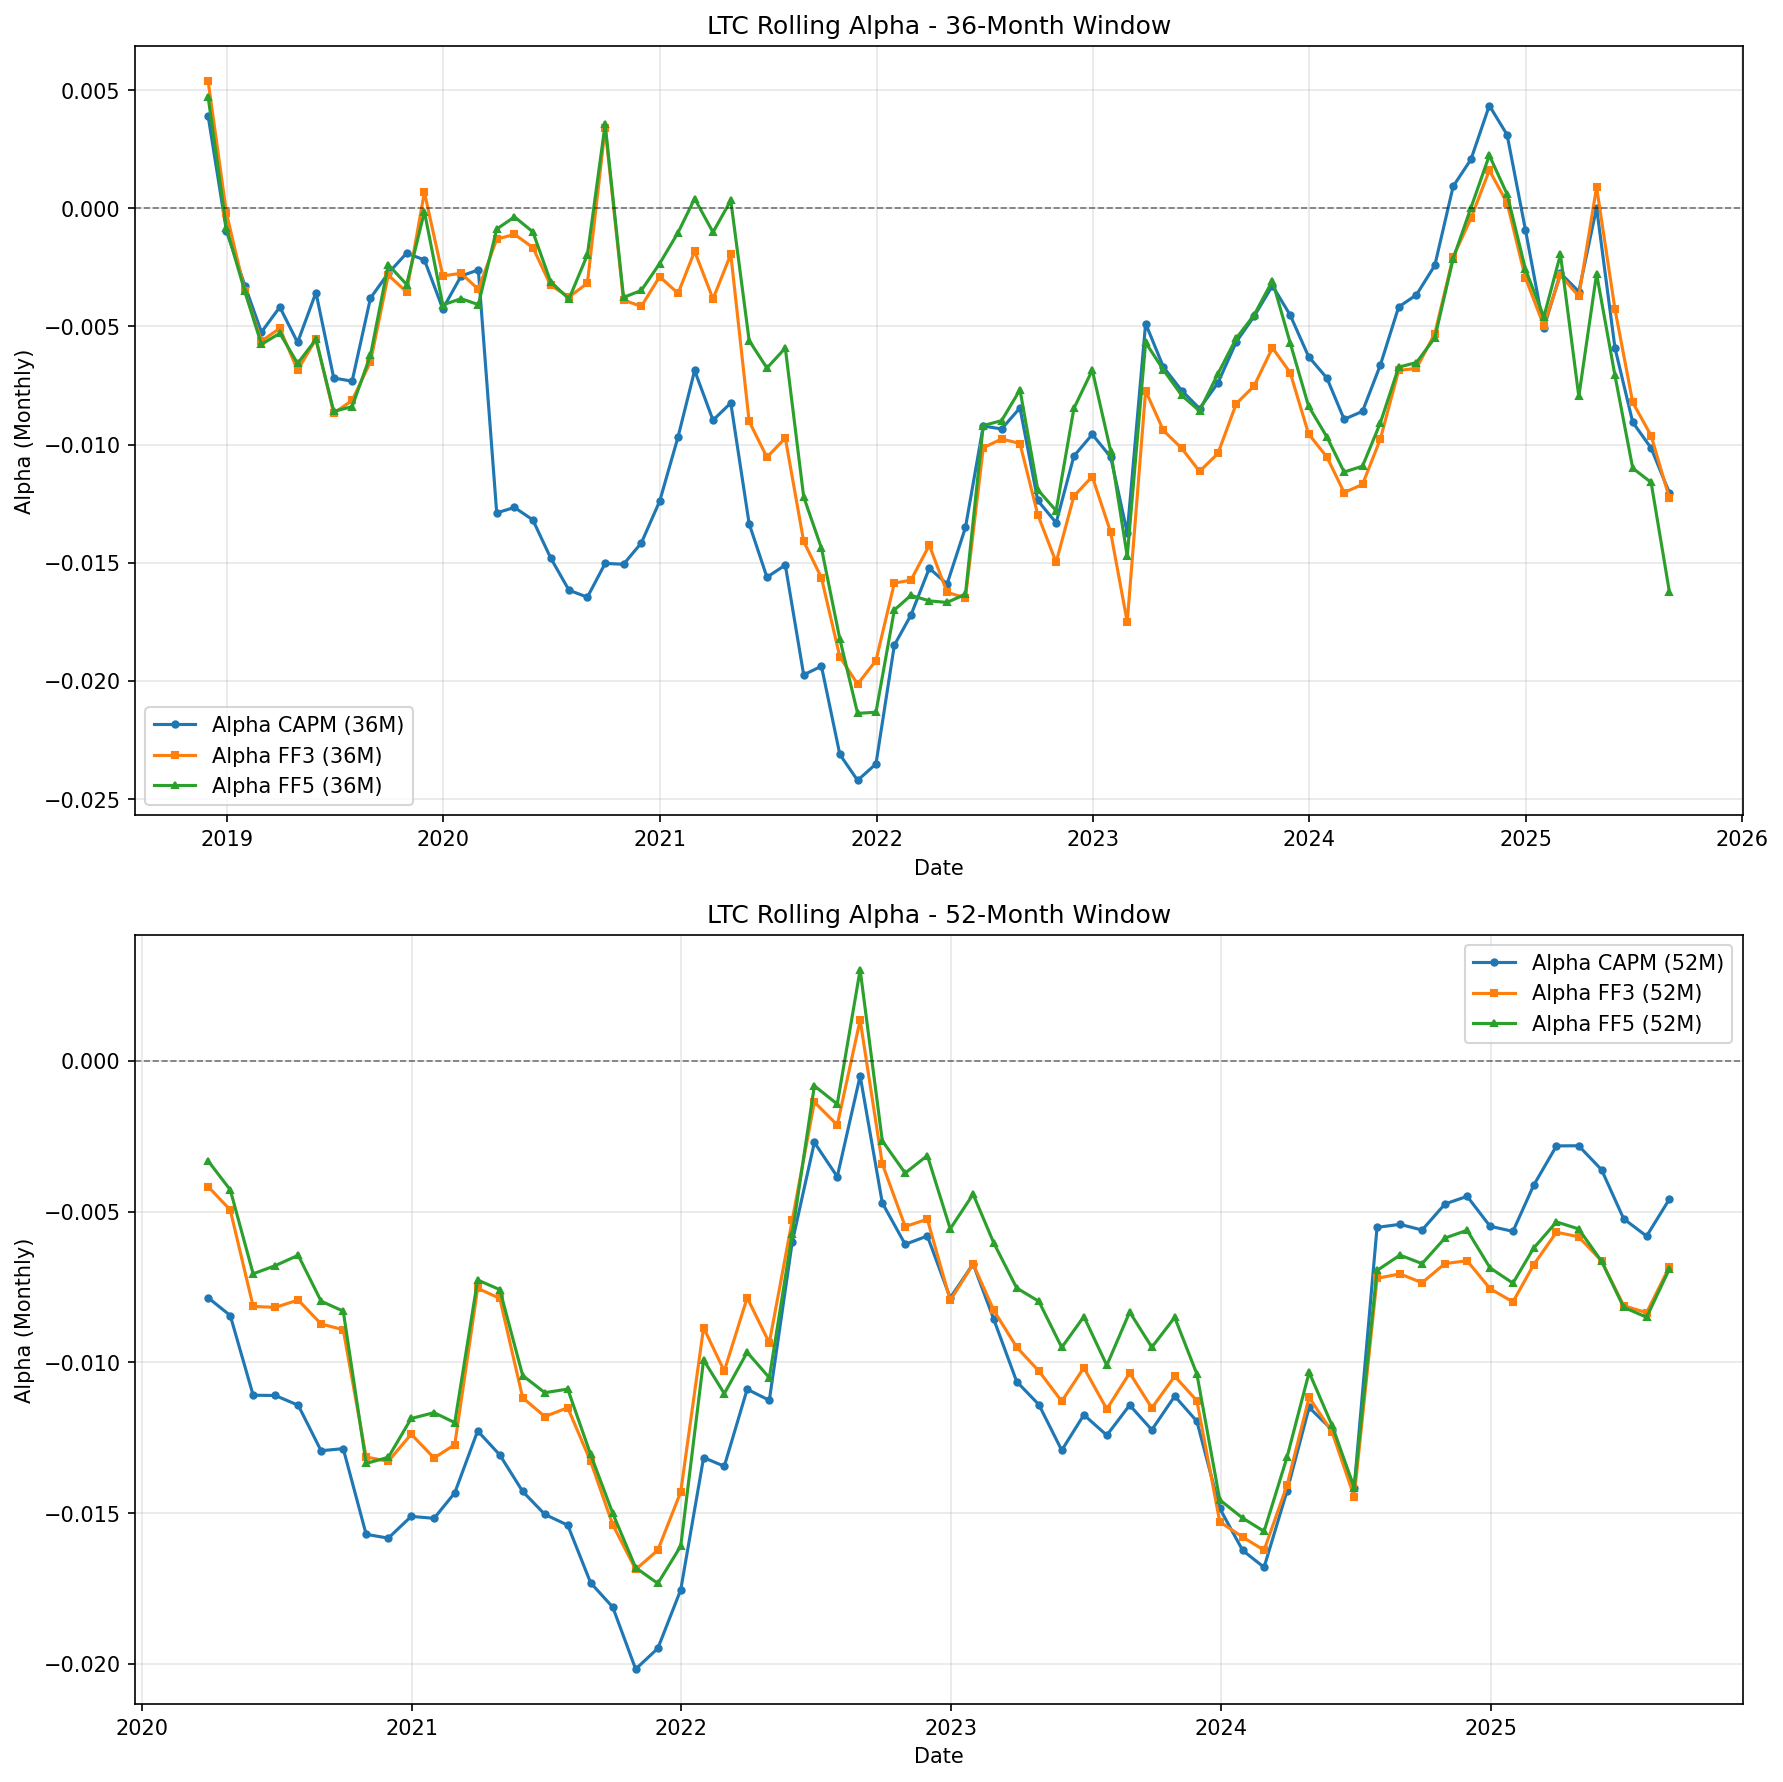 LTC Rolling Alpha - 36-Month Window
0.005
0.000
−0.005
−0.010
−0.015
−0.020
−0.025
Alpha (Monthly)
Alpha CAPM (36M)
Alpha FF3 (36M)
Alpha FF5 (36M)
2019 2020 2021 2022 2023 2024 2025 2026
Date
LTC Rolling Alpha - 52-Month Window
Alpha CAPM (52M)
Alpha FF3 (52M)
Alpha FF5 (52M)
0.000
−0.005
−0.010
−0.015
−0.020
Alpha (Monthly)
2020 2021 2022 2023 2024 2025
Date